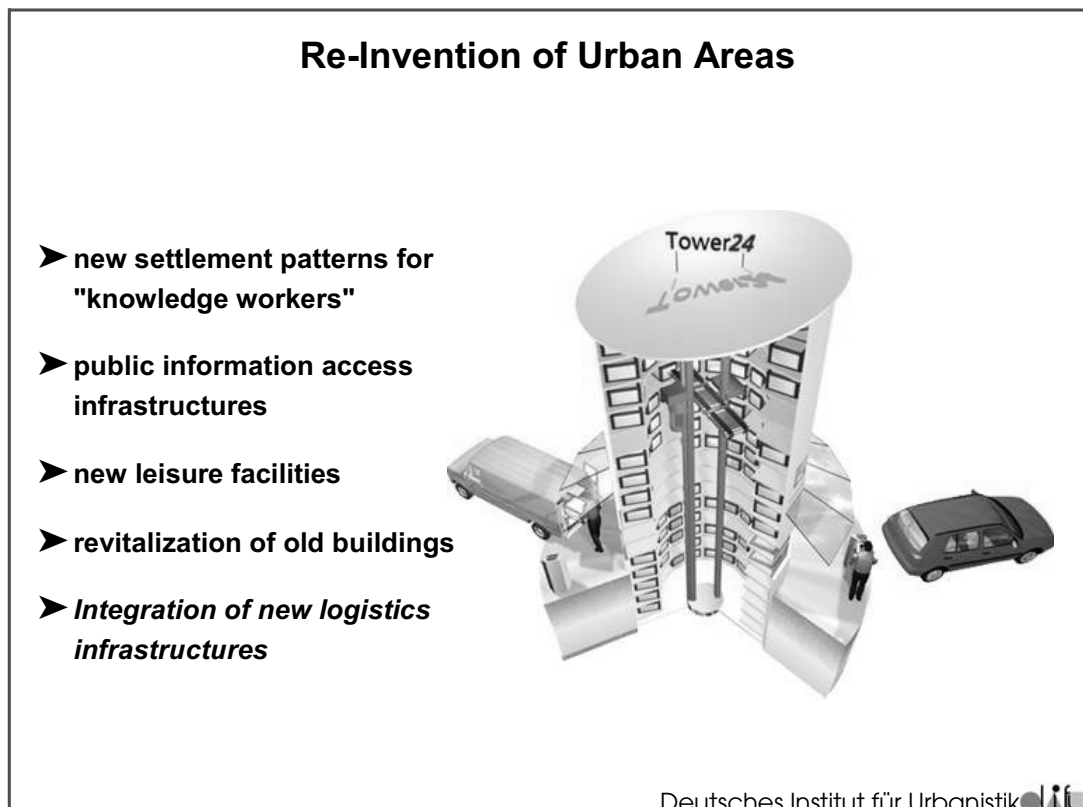 Re-Invention of Urban Areas
➤ new settlement patterns for
"knowledge workers"
➤ public information access
infrastructures
➤ new leisure facilities
➤ revitalization of old buildings
➤ Integration of new logistics
infrastructures
Tower24
Tower
Deutsches Institut für Urbanistik